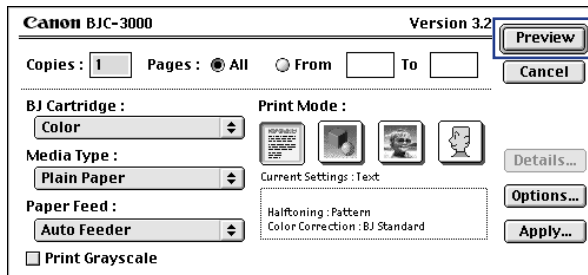 Canon BJC-3000 Version 3.2
Preview
Copies : 1 Pages : All From To
Cancel
BJ Cartridge :
Color
Print Mode :
Media Type :
Plain Paper
Current Settings : Text
Details...
Paper Feed :
Auto Feeder
Halftoning : Pattern
Color Correction : BJ Standard
Options...
Apply...
Print Grayscale